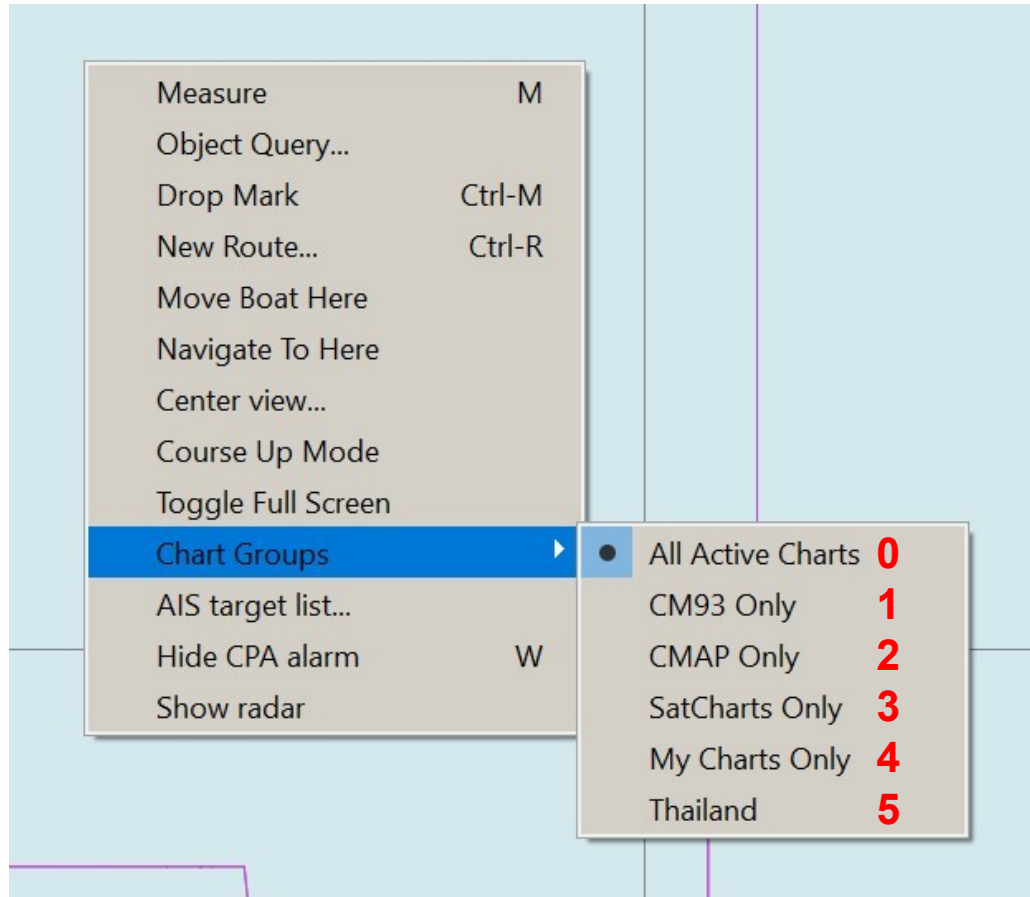 Measure M
Object Query...
Drop Mark Ctrl-M
New Route... Ctrl-R
Move Boat Here
Navigate To Here
Center view...
Course Up Mode
Toggle Full Screen
Chart Groups
AIS target list...
Hide CPA alarm W
Show radar
All Active Charts 0
CM93 Only 1
CMAP Only 2
SatCharts Only 3
My Charts Only 4
Thailand 5